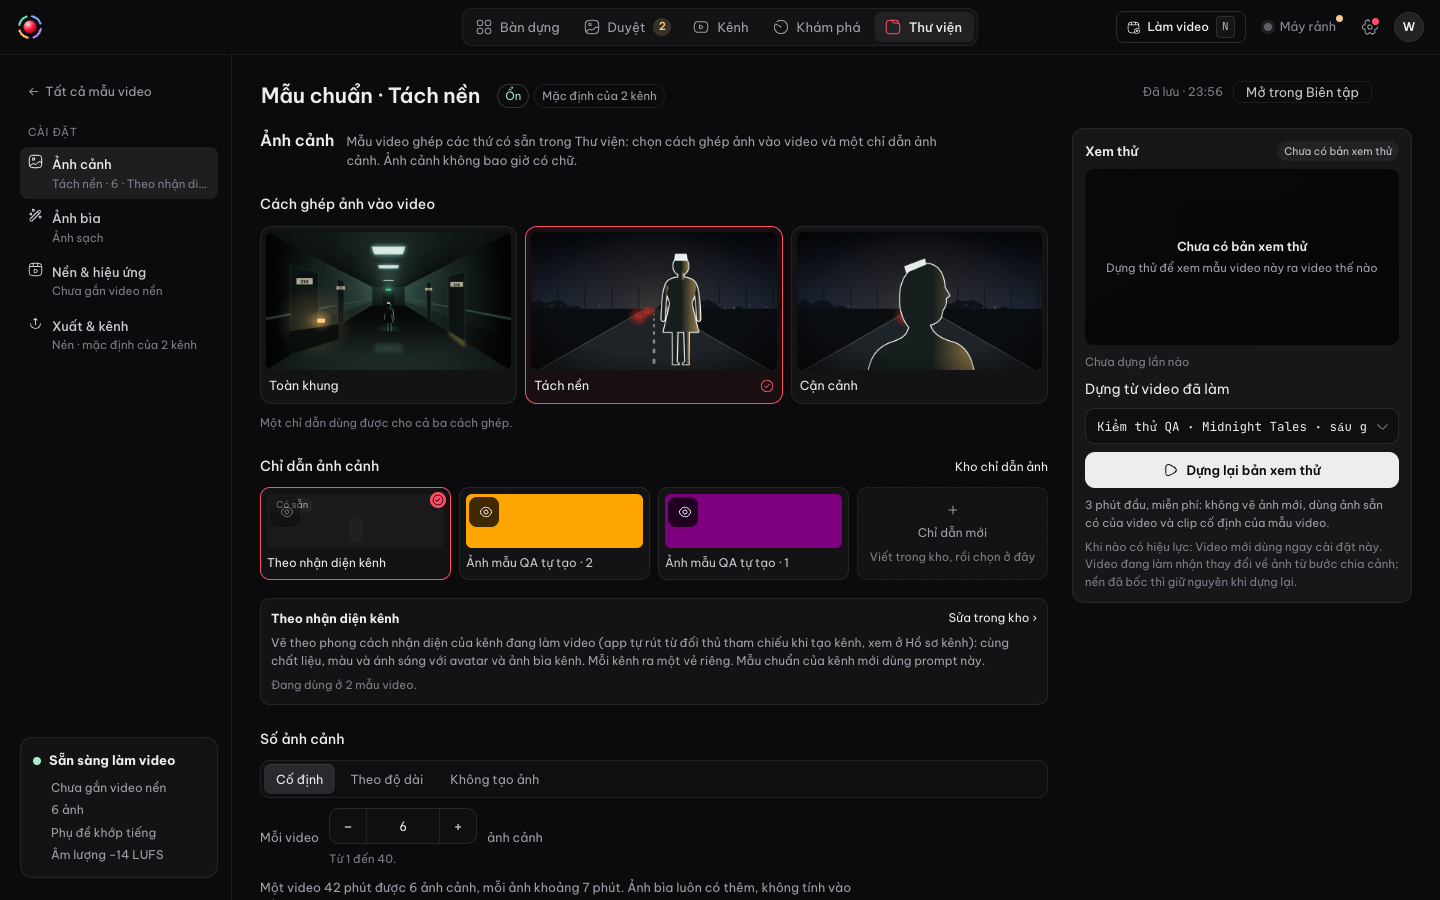 Bàn dựng
Duyệt 2
Kênh
Khám phá
Thư viện
Làm video N
Máy rảnh
W
← Tất cả mẫu video
CÀI ĐẶT
Ảnh cảnh
Tách nền · 6 · Theo nhận di...
Ảnh bìa
Ảnh sạch
Nền & hiệu ứng
Chưa gắn video nền
Xuất & kênh
Nén · mặc định của 2 kênh
Sẵn sàng làm video
Chưa gắn video nền
6 ảnh
Phụ đề khớp tiếng
Âm lượng -14 LUFS
Mẫu chuẩn · Tách nền
Ổn
Mặc định của 2 kênh
Đã lưu · 23:56
Mở trong Biên tập
Ảnh cảnh
Mẫu video ghép các thứ có sẵn trong Thư viện: chọn cách ghép ảnh vào video và một chỉ dẫn ảnh
cảnh. Ảnh cảnh không bao giờ có chữ.
Cách ghép ảnh vào video
Toàn khung
Tách nền
Cận cảnh
Một chỉ dẫn dùng được cho cả ba cách ghép.
Chỉ dẫn ảnh cảnh
Kho chỉ dẫn ảnh
Có sẵn
Theo nhận diện kênh
Ảnh mẫu QA tự tạo · 2
Ảnh mẫu QA tự tạo · 1
+
Chỉ dẫn mới
Viết trong kho, rồi chọn ở đây
Theo nhận diện kênh
Sửa trong kho ›
Vẽ theo phong cách nhận diện của kênh đang làm video (app tự rút từ đối thủ tham chiếu khi tạo kênh, xem ở Hồ sơ kênh): cùng
chất liệu, màu và ánh sáng với avatar và ảnh bìa kênh. Mỗi kênh ra một vẻ riêng. Mẫu chuẩn của kênh mới dùng prompt này.
Đang dùng ở 2 mẫu video.
Số ảnh cảnh
Cố định
Theo độ dài
Không tạo ảnh
Mỗi video
− 6 +
ảnh cảnh
Từ 1 đến 40.
Một video 42 phút được 6 ảnh cảnh, mỗi ảnh khoảng 7 phút. Ảnh bìa luôn có thêm, không tính vào
Xem thử
Chưa có bản xem thử
Chưa có bản xem thử
Dựng thử để xem mẫu video này ra video thế nào
Chưa dựng lần nào
Dựng từ video đã làm
Kiểm thử QA · Midnight Tales · sáu g
Dựng lại bản xem thử
3 phút đầu, miễn phí: không vẽ ảnh mới, dùng ảnh sẵn
có của video và clip cố định của mẫu video.
Khi nào có hiệu lực: Video mới dùng ngay cài đặt này.
Video đang làm nhận thay đổi về ảnh từ bước chia cảnh;
nền đã bốc thì giữ nguyên khi dựng lại.